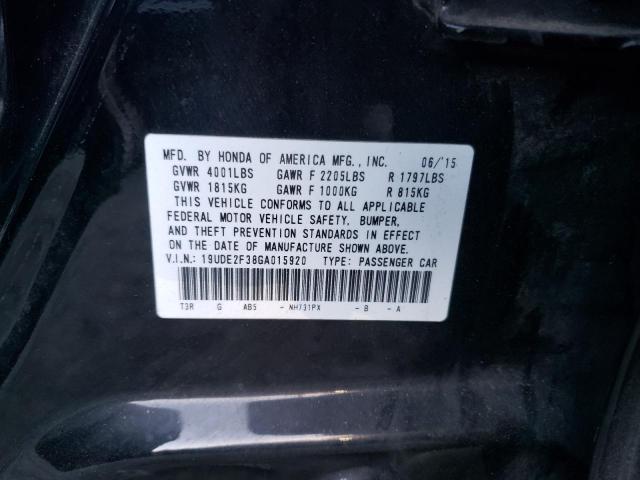 MFD. BY HONDA OF AMERICA MFG., INC. 06/'15
GVWR 4001LBS GAWR F 2205LBS R 1797LBS
GVWR 1815KG GAWR F 1000KG R 815KG
THIS VEHICLE CONFORMS TO ALL APPLICABLE
FEDERAL MOTOR VEHICLE SAFETY, BUMPER,
AND THEFT PREVENTION STANDARDS IN EFFECT
ON THE DATE OF MANUFACTURE SHOWN ABOVE.
V.I.N.: 19UDE2F38GA015920 TYPE: PASSENGER CAR
T3R G AB5 - NH731PX - B - A